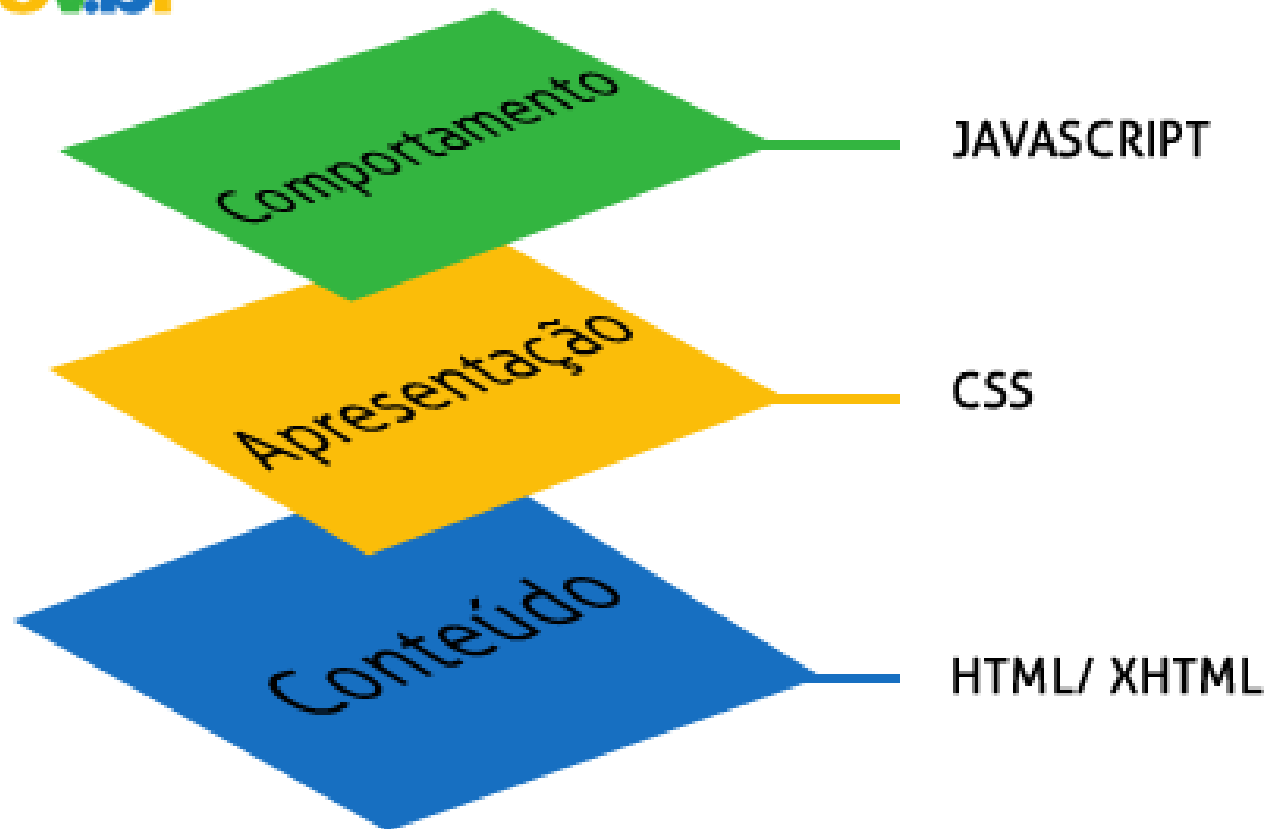 Comportamento
JAVASCRIPT
Apresentação
CSS
Conteúdo
HTML/ XHTML